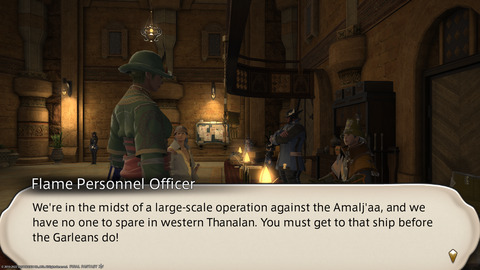 Flame Personnel Officer
We're in the midst of a large-scale operation against the Amalj'aa, and we
have no one to spare in western Thanalan. You must get to that ship before
the Garleans do!